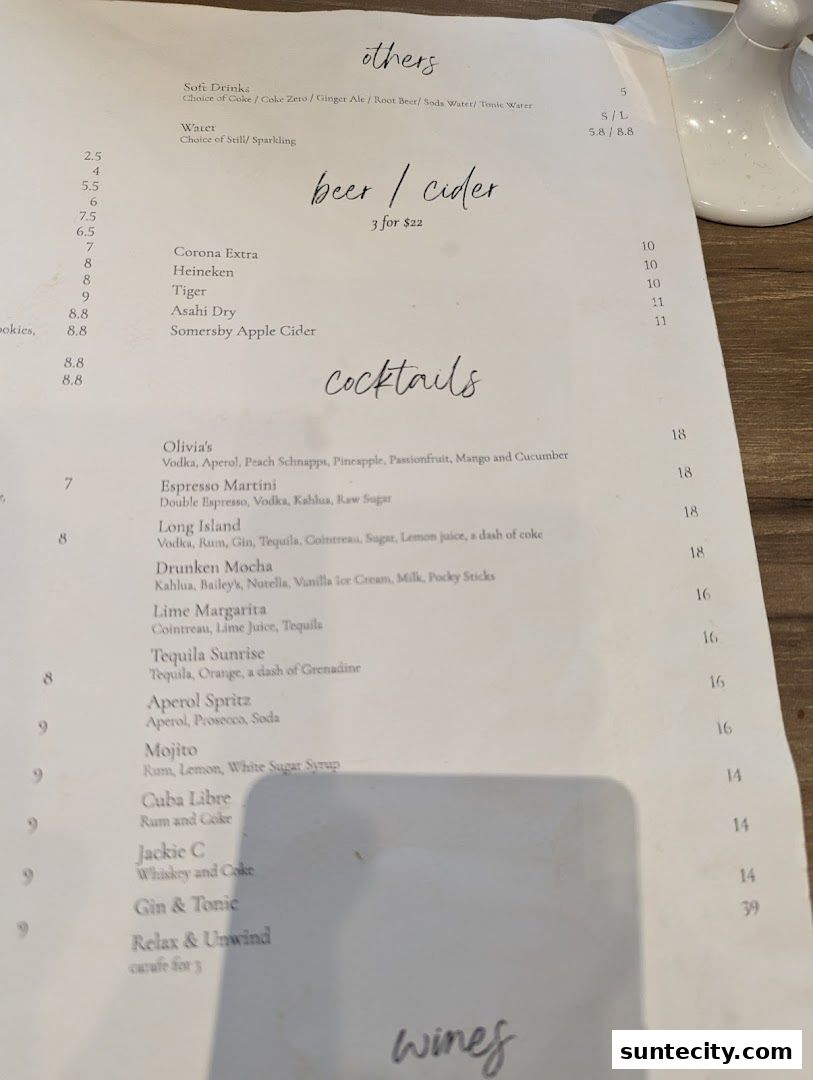 others
Soft Drinks 5
Choice of Coke / Coke Zero / Ginger Ale / Root Beer/ Soda Water/ Tonic Water
S / L
Water 5.8 / 8.8
Choice of Still/ Sparkling
beer / cider
3 for $22
Corona Extra 10
Heineken 10
Tiger 10
Asahi Dry 11
Somersby Apple Cider 11
cocktails
Olivia's 18
Vodka, Aperol, Peach Schnapps, Pineapple, Passionfruit, Mango and Cucumber
Espresso Martini 18
Double Espresso, Vodka, Kahlua, Raw Sugar
Long Island 18
Vodka, Rum, Gin, Tequila, Cointreau, Sugar, Lemon juice, a dash of coke
Drunken Mocha 18
Kahlua, Bailey's, Nutella, Vanilla Ice Cream, Milk, Pocky Sticks
Lime Margarita 16
Cointreau, Lime Juice, Tequila
Tequila Sunrise 16
Tequila, Orange, a dash of Grenadine
Aperol Spritz 16
Aperol, Prosecco, Soda
Mojito 16
Rum, Lemon, White Sugar Syrup
Cuba Libre 14
Rum and Coke
Jackie C 14
Whiskey and Coke
Gin & Tonic 14
Relax & Unwind 39
carafe for 3
wines
2.5
4
5.5
6
7.5
6.5
7
8
8
9
8.8
8.8
8.8
8.8
7
8
8
9
9
9
9
9
suntecity.com